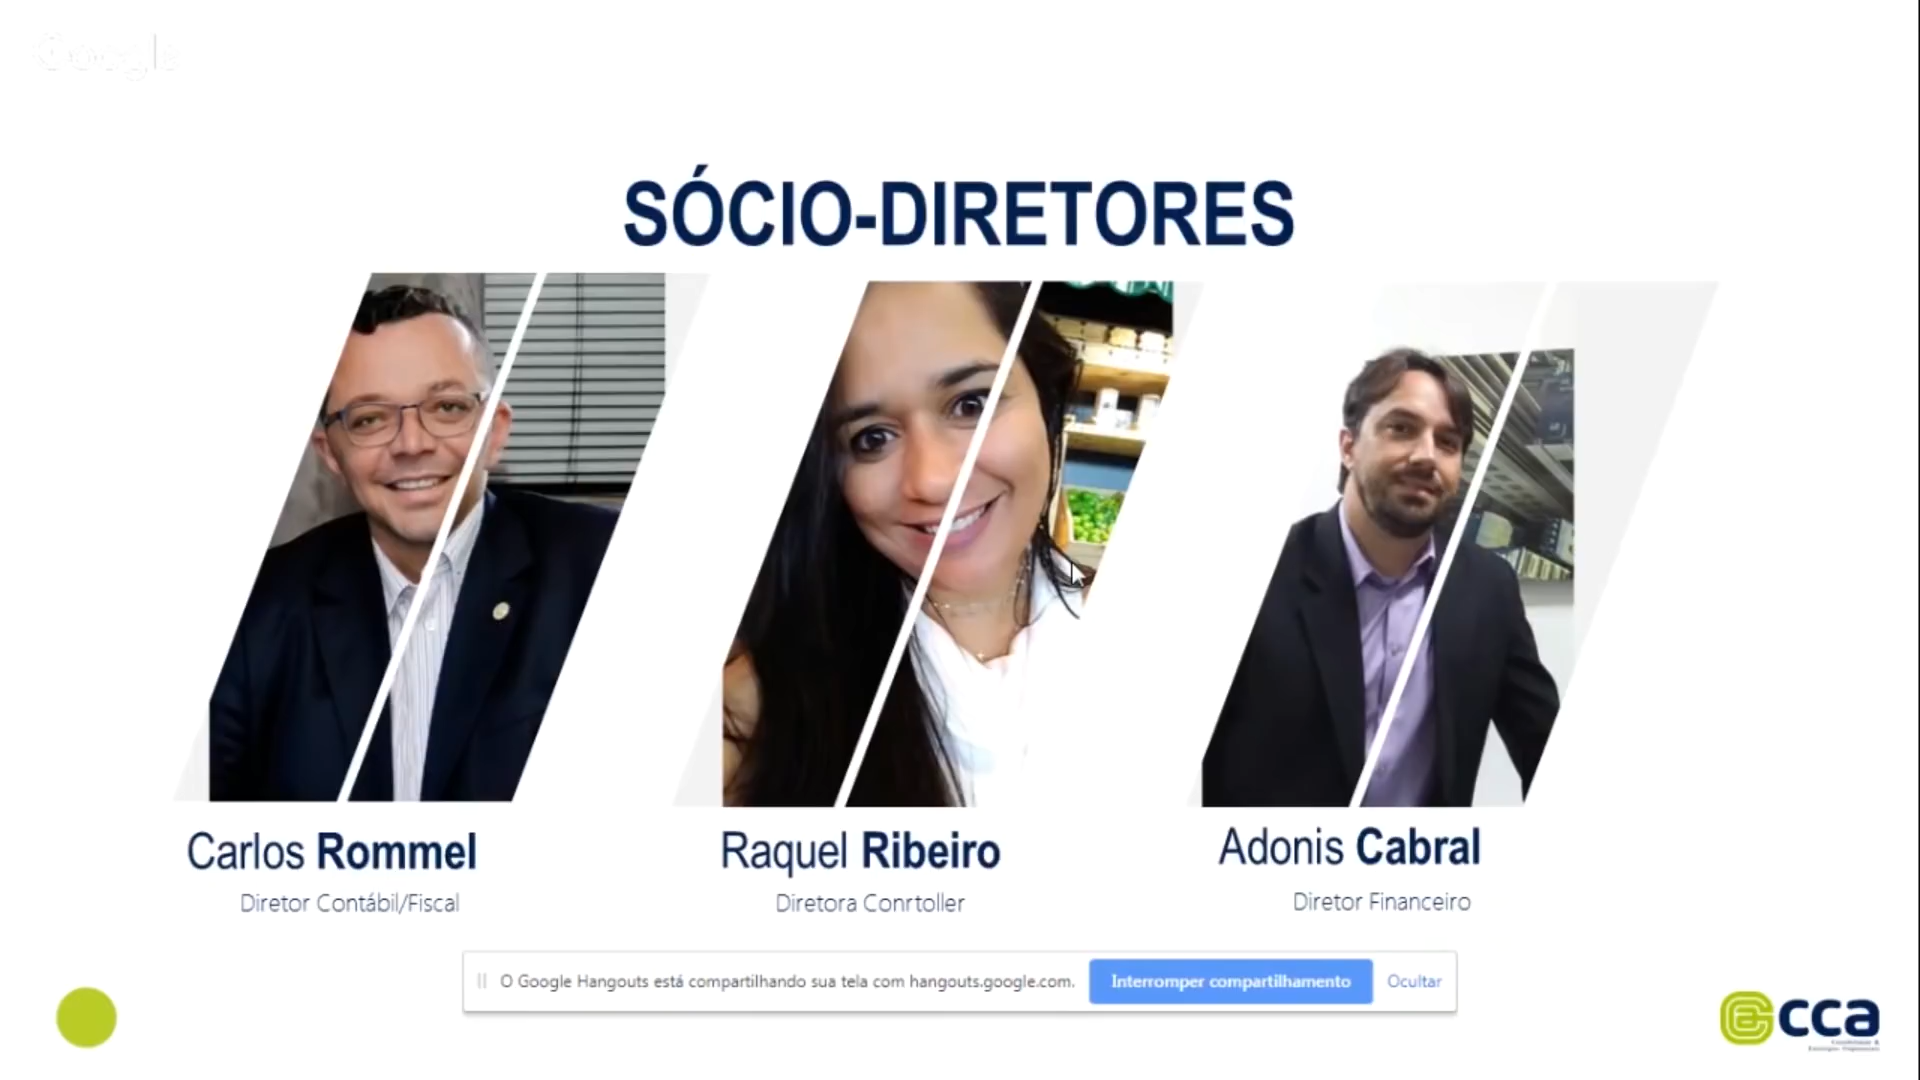 Google
SÓCIO-DIRETORES
Carlos Rommel
Diretor Contábil/Fiscal
Raquel Ribeiro
Diretora Conrtoller
Adonis Cabral
Diretor Financeiro
O Google Hangouts está compartilhando sua tela com hangouts.google.com. Interromper compartilhamento Ocultar
cca